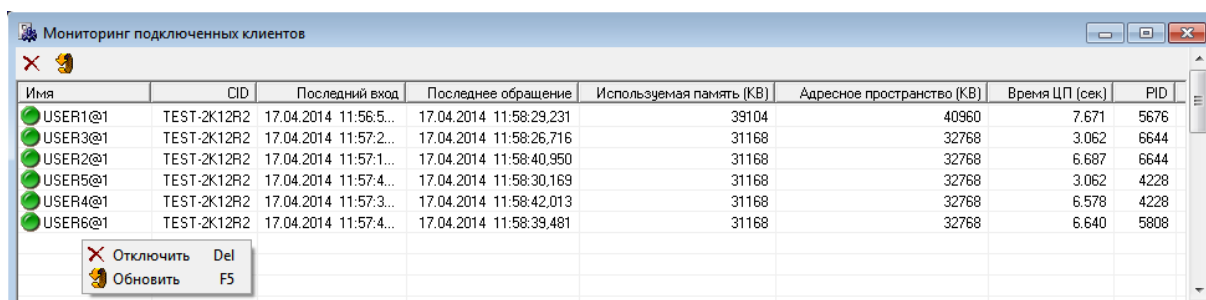 Мониторинг подключенных клиентов
Имя CID Последний вход Последнее обращение Используемая память (КВ) Адресное пространство (КВ) Время ЦП (сек) PID
USER1@1 TEST-2K12R2 17.04.2014 11:56:5... 17.04.2014 11:58:29,231 39104 40960 7.671 5676
USER3@1 TEST-2K12R2 17.04.2014 11:57:2... 17.04.2014 11:58:26,716 31168 32768 3.062 6644
USER2@1 TEST-2K12R2 17.04.2014 11:57:1... 17.04.2014 11:58:40,950 31168 32768 6.687 6644
USER5@1 TEST-2K12R2 17.04.2014 11:57:4... 17.04.2014 11:58:30,169 31168 32768 3.062 4228
USER4@1 TEST-2K12R2 17.04.2014 11:57:3... 17.04.2014 11:58:42,013 31168 32768 6.578 4228
USER6@1 TEST-2K12R2 17.04.2014 11:57:4... 17.04.2014 11:58:39,481 31168 32768 6.640 5808
Отключить Del
Обновить F5